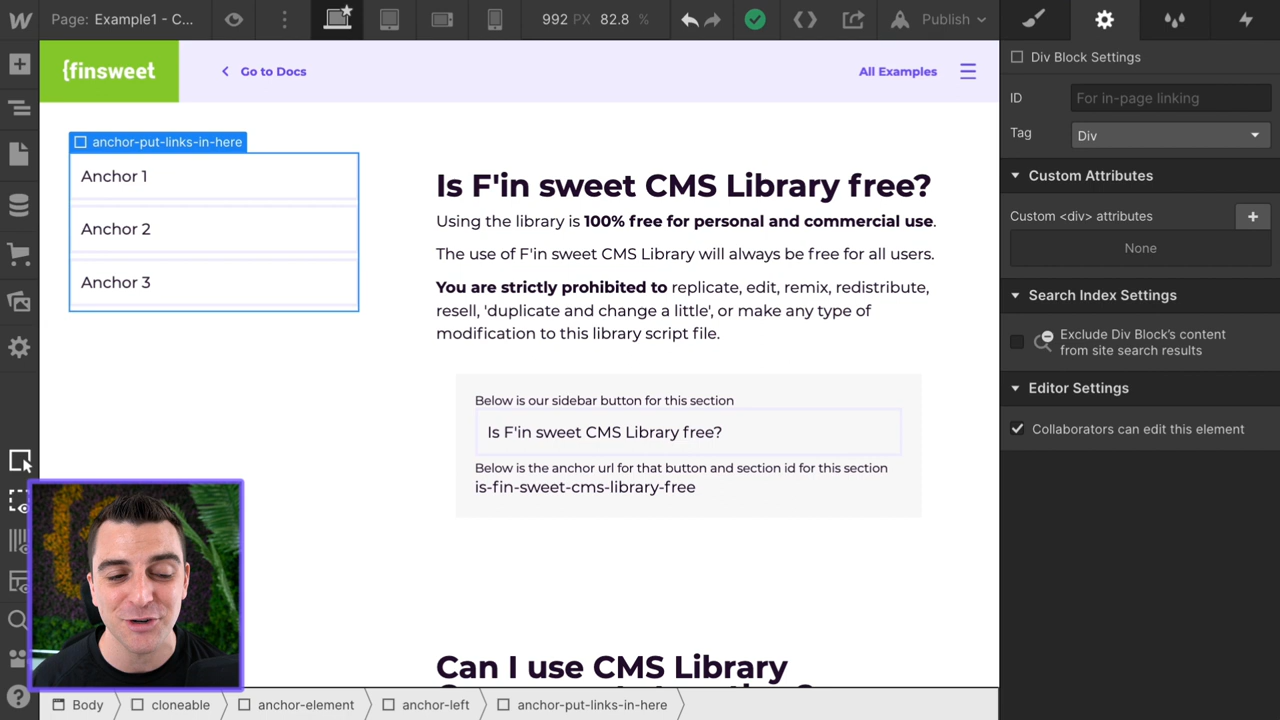 Page: Example1 - C...
992 PX 82.8 %
Publish
{finsweet
Go to Docs
All Examples
anchor-put-links-in-here
Anchor 1
Anchor 2
Anchor 3
Is F'in sweet CMS Library free?
Using the library is 100% free for personal and commercial use.
The use of F'in sweet CMS Library will always be free for all users.
You are strictly prohibited to replicate, edit, remix, redistribute,
resell, 'duplicate and change a little', or make any type of
modification to this library script file.
Below is our sidebar button for this section
Is F'in sweet CMS Library free?
Below is the anchor url for that button and section id for this section
is-fin-sweet-cms-library-free
Can I use CMS Library
Div Block Settings
ID
For in-page linking
Tag
Div
Custom Attributes
Custom <div> attributes
+
None
Search Index Settings
Exclude Div Block's content
from site search results
Editor Settings
Collaborators can edit this element
Body
cloneable
anchor-element
anchor-left
anchor-put-links-in-here